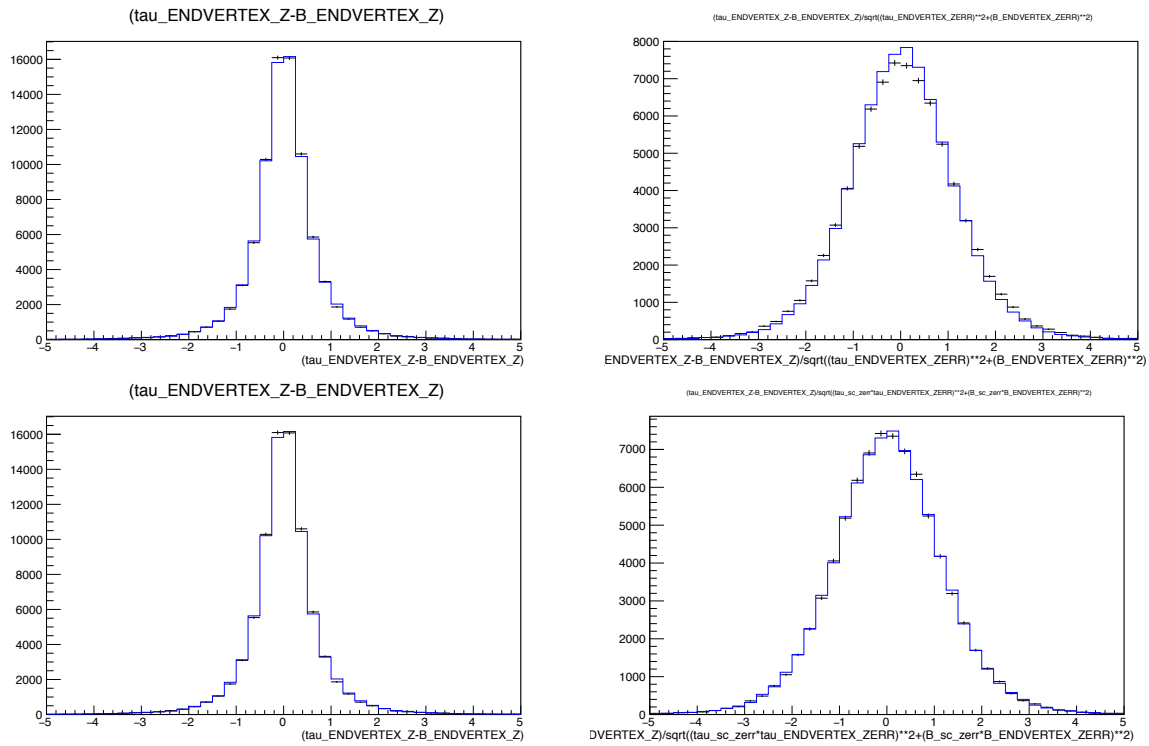 (tau_ENDVERTEX_Z-B_ENDVERTEX_Z)
16000
14000
12000
10000
8000
6000
4000
2000
0
−5 −4 −3 −2 −1 0 1 2 3 4 5
(tau_ENDVERTEX_Z-B_ENDVERTEX_Z)
(tau_ENDVERTEX_Z-B_ENDVERTEX_Z)/sqrt((tau_ENDVERTEX_ZERR)**2+(B_ENDVERTEX_ZERR)**2)
8000
7000
6000
5000
4000
3000
2000
1000
0
−5 −4 −3 −2 −1 0 1 2 3 4 5
ENDVERTEX_Z-B_ENDVERTEX_Z)/sqrt((tau_ENDVERTEX_ZERR)**2+(B_ENDVERTEX_ZERR)**2)
(tau_ENDVERTEX_Z-B_ENDVERTEX_Z)
16000
14000
12000
10000
8000
6000
4000
2000
0
−5 −4 −3 −2 −1 0 1 2 3 4 5
(tau_ENDVERTEX_Z-B_ENDVERTEX_Z)
(tau_ENDVERTEX_Z-B_ENDVERTEX_Z)/sqrt((tau_sc_zerr*tau_ENDVERTEX_ZERR)**2+(B_sc_zerr*B_ENDVERTEX_ZERR)**2)
7000
6000
5000
4000
3000
2000
1000
0
−5 −4 −3 −2 −1 0 1 2 3 4 5
DVERTEX_Z)/sqrt((tau_sc_zerr*tau_ENDVERTEX_ZERR)**2+(B_sc_zerr*B_ENDVERTEX_ZERR)**2)